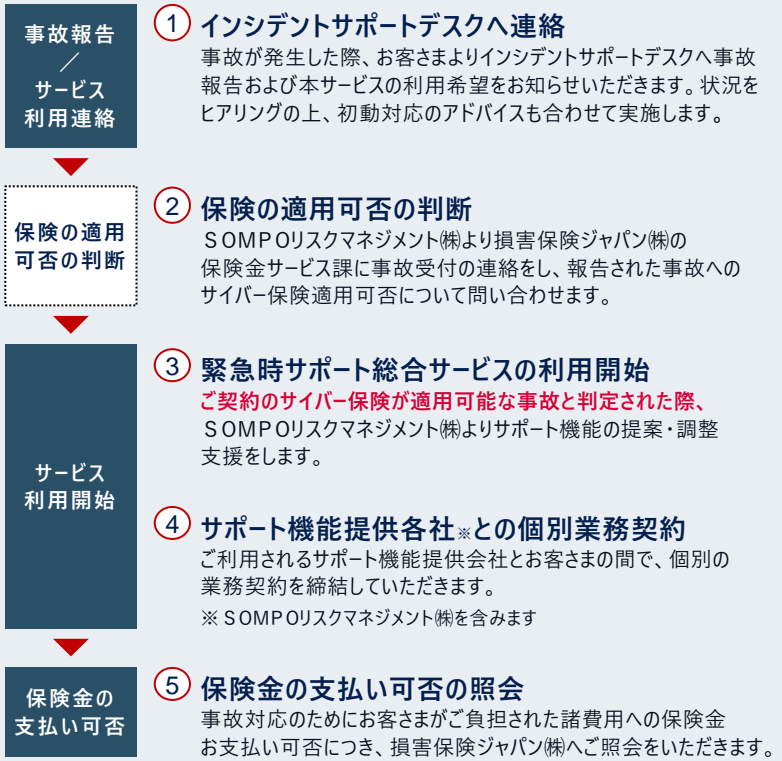 事故報告
／
サービス
利用連絡
① インシデントサポートデスクへ連絡
事故が発生した際、お客さまよりインシデントサポートデスクへ事故
報告および本サービスの利用希望をお知らせいただきます。状況を
ヒアリングの上、初動対応のアドバイスも合わせて実施します。
保険の適用
可否の判断
② 保険の適用可否の判断
ＳＯＭＰＯリスクマネジメント㈱より損害保険ジャパン㈱の
保険金サービス課に事故受付の連絡をし、報告された事故への
サイバー保険適用可否について問い合わせます。
サービス
利用開始
③ 緊急時サポート総合サービスの利用開始
ご契約のサイバー保険が適用可能な事故と判定された際、
ＳＯＭＰＯリスクマネジメント㈱よりサポート機能の提案・調整
支援をします。
④ サポート機能提供各社※との個別業務契約
ご利用されるサポート機能提供会社とお客さまの間で、個別の
業務契約を締結していただきます。
※ＳＯＭＰＯリスクマネジメント㈱を含みます
保険金の
支払い可否
⑤ 保険金の支払い可否の照会
事故対応のためにお客さまがご負担された諸費用への保険金
お支払い可否につき、損害保険ジャパン㈱へご照会をいただきます。